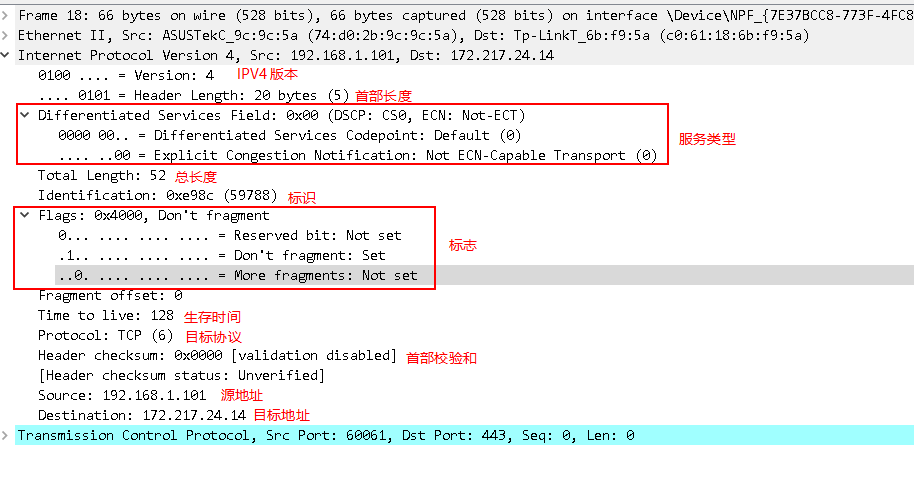 Frame 18: 66 bytes on wire (528 bits), 66 bytes captured (528 bits) on interface \Device\NPF_{7E37BCC8-773F-4FC8
Ethernet II, Src: ASUSTekC_9c:9c:5a (74:d0:2b:9c:9c:5a), Dst: Tp-LinkT_6b:f9:5a (c0:61:18:6b:f9:5a)
Internet Protocol Version 4, Src: 192.168.1.101, Dst: 172.217.24.14
0100 .... = Version: 4 IPV4 版本
.... 0101 = Header Length: 20 bytes (5) 首部长度
Differentiated Services Field: 0x00 (DSCP: CS0, ECN: Not-ECT)
0000 00.. = Differentiated Services Codepoint: Default (0) 服务类型
.... ..00 = Explicit Congestion Notification: Not ECN-Capable Transport (0)
Total Length: 52 总长度
Identification: 0xe98c (59788) 标识
Flags: 0x4000, Don't fragment
0... .... .... .... = Reserved bit: Not set 标志
.1.. .... .... .... = Don't fragment: Set
..0. .... .... .... = More fragments: Not set
Fragment offset: 0
Time to live: 128 生存时间
Protocol: TCP (6) 目标协议
Header checksum: 0x0000 [validation disabled] 首部校验和
[Header checksum status: Unverified]
Source: 192.168.1.101 源地址
Destination: 172.217.24.14 目标地址
Transmission Control Protocol, Src Port: 60061, Dst Port: 443, Seq: 0, Len: 0